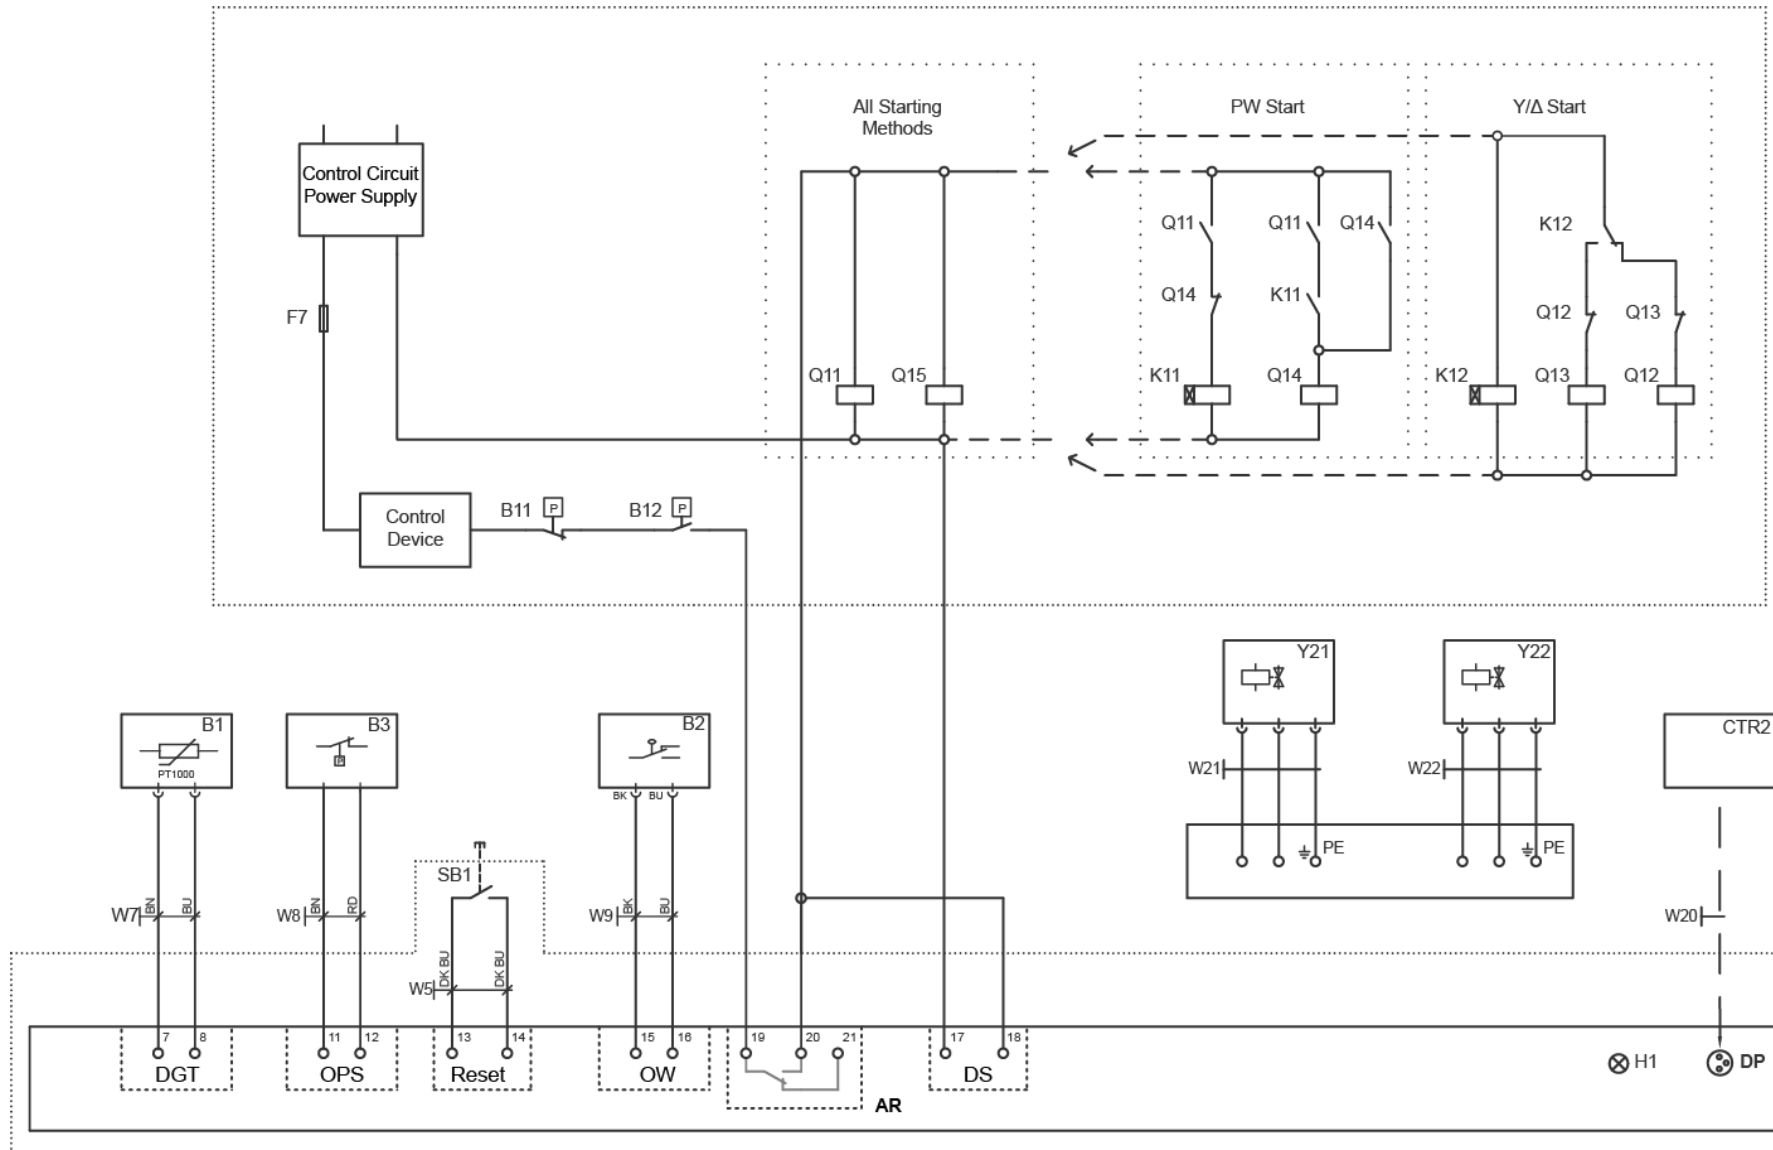 All Starting
Methods
PW Start
Y/Δ Start
Control Circuit
Power Supply
Q11
Q11
Q14
K12
Q14
K11
Q12
Q13
F7
Q11
Q15
K11
Q14
K12
Q13
Q12
Control
Device
B11
P
B12
P
Y21
Y22
B1
PT1000
B3
P
B2
BK
BU
CTR2
W21
W22
PE
PE
SB1
W7
BN
BU
W8
BN
RD
W9
BK
BU
W20
W5
DK BU
DK BU
7
8
11
12
13
14
15
16
19
20
21
17
18
DGT
OPS
Reset
OW
DS
H1
DP
AR